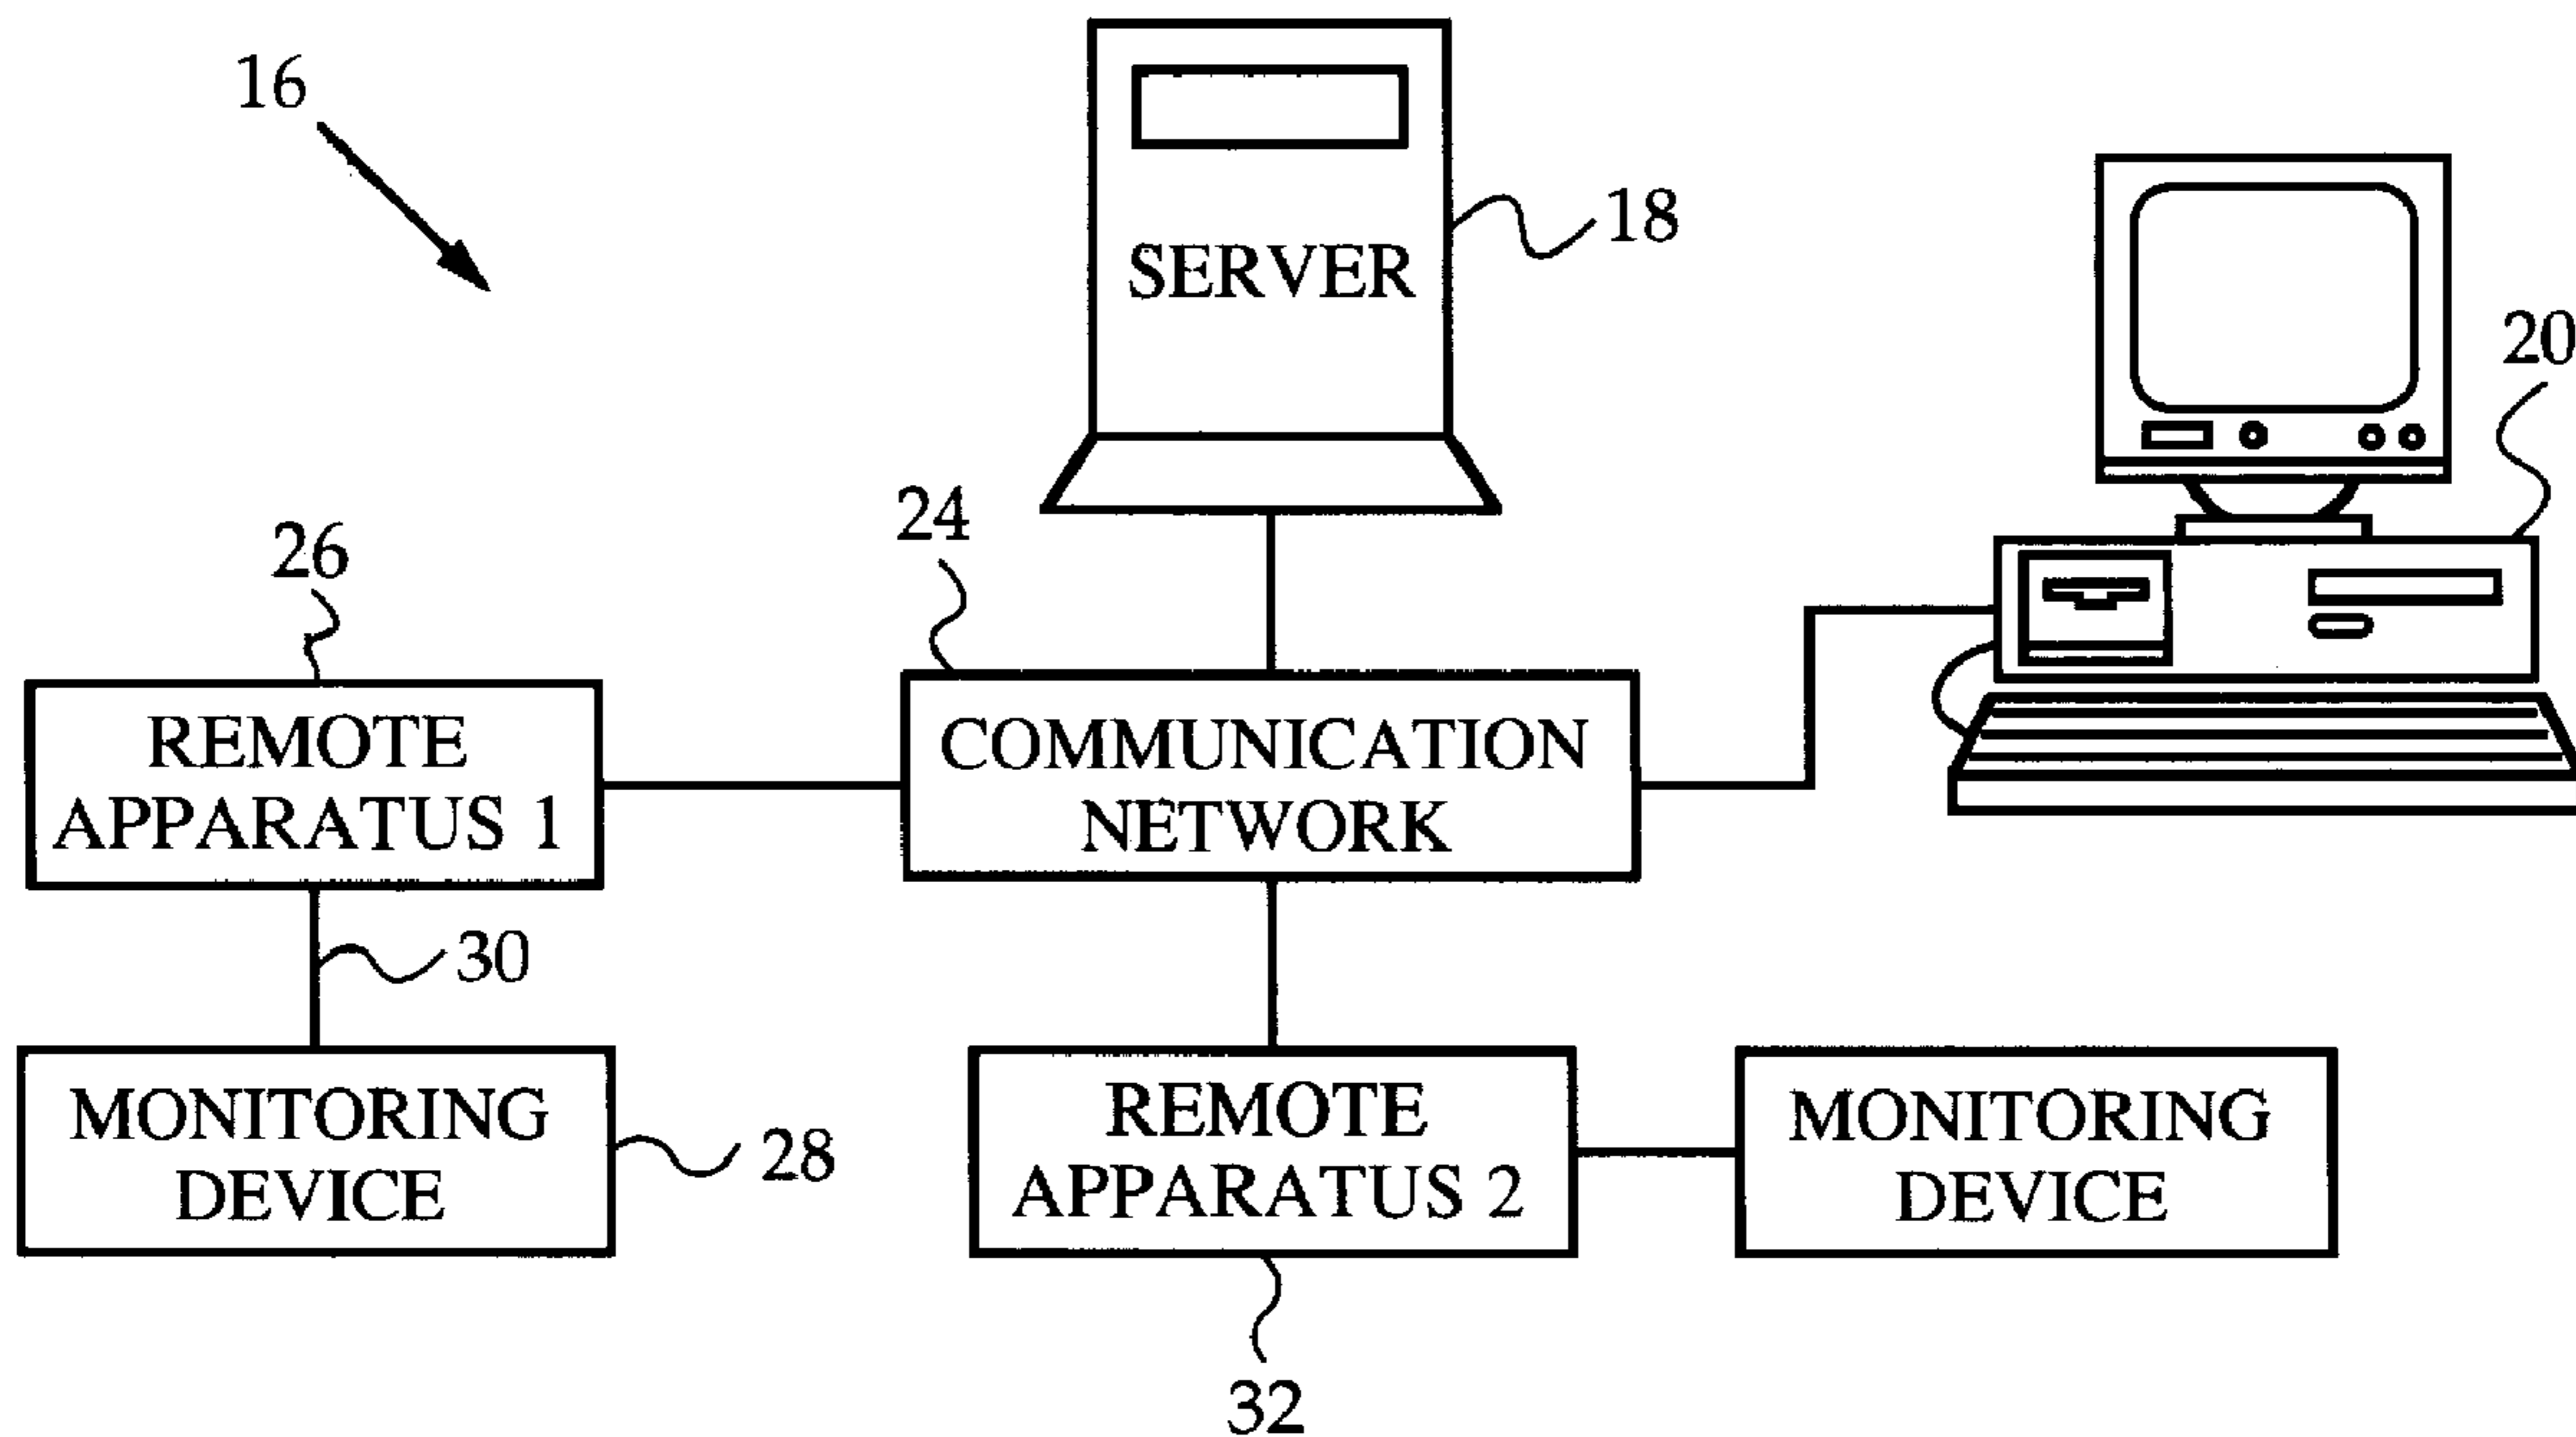 16
SERVER
18
20
24
26
REMOTE
APPARATUS 1
COMMUNICATION
NETWORK
30
MONITORING
DEVICE
28
REMOTE
APPARATUS 2
MONITORING
DEVICE
32